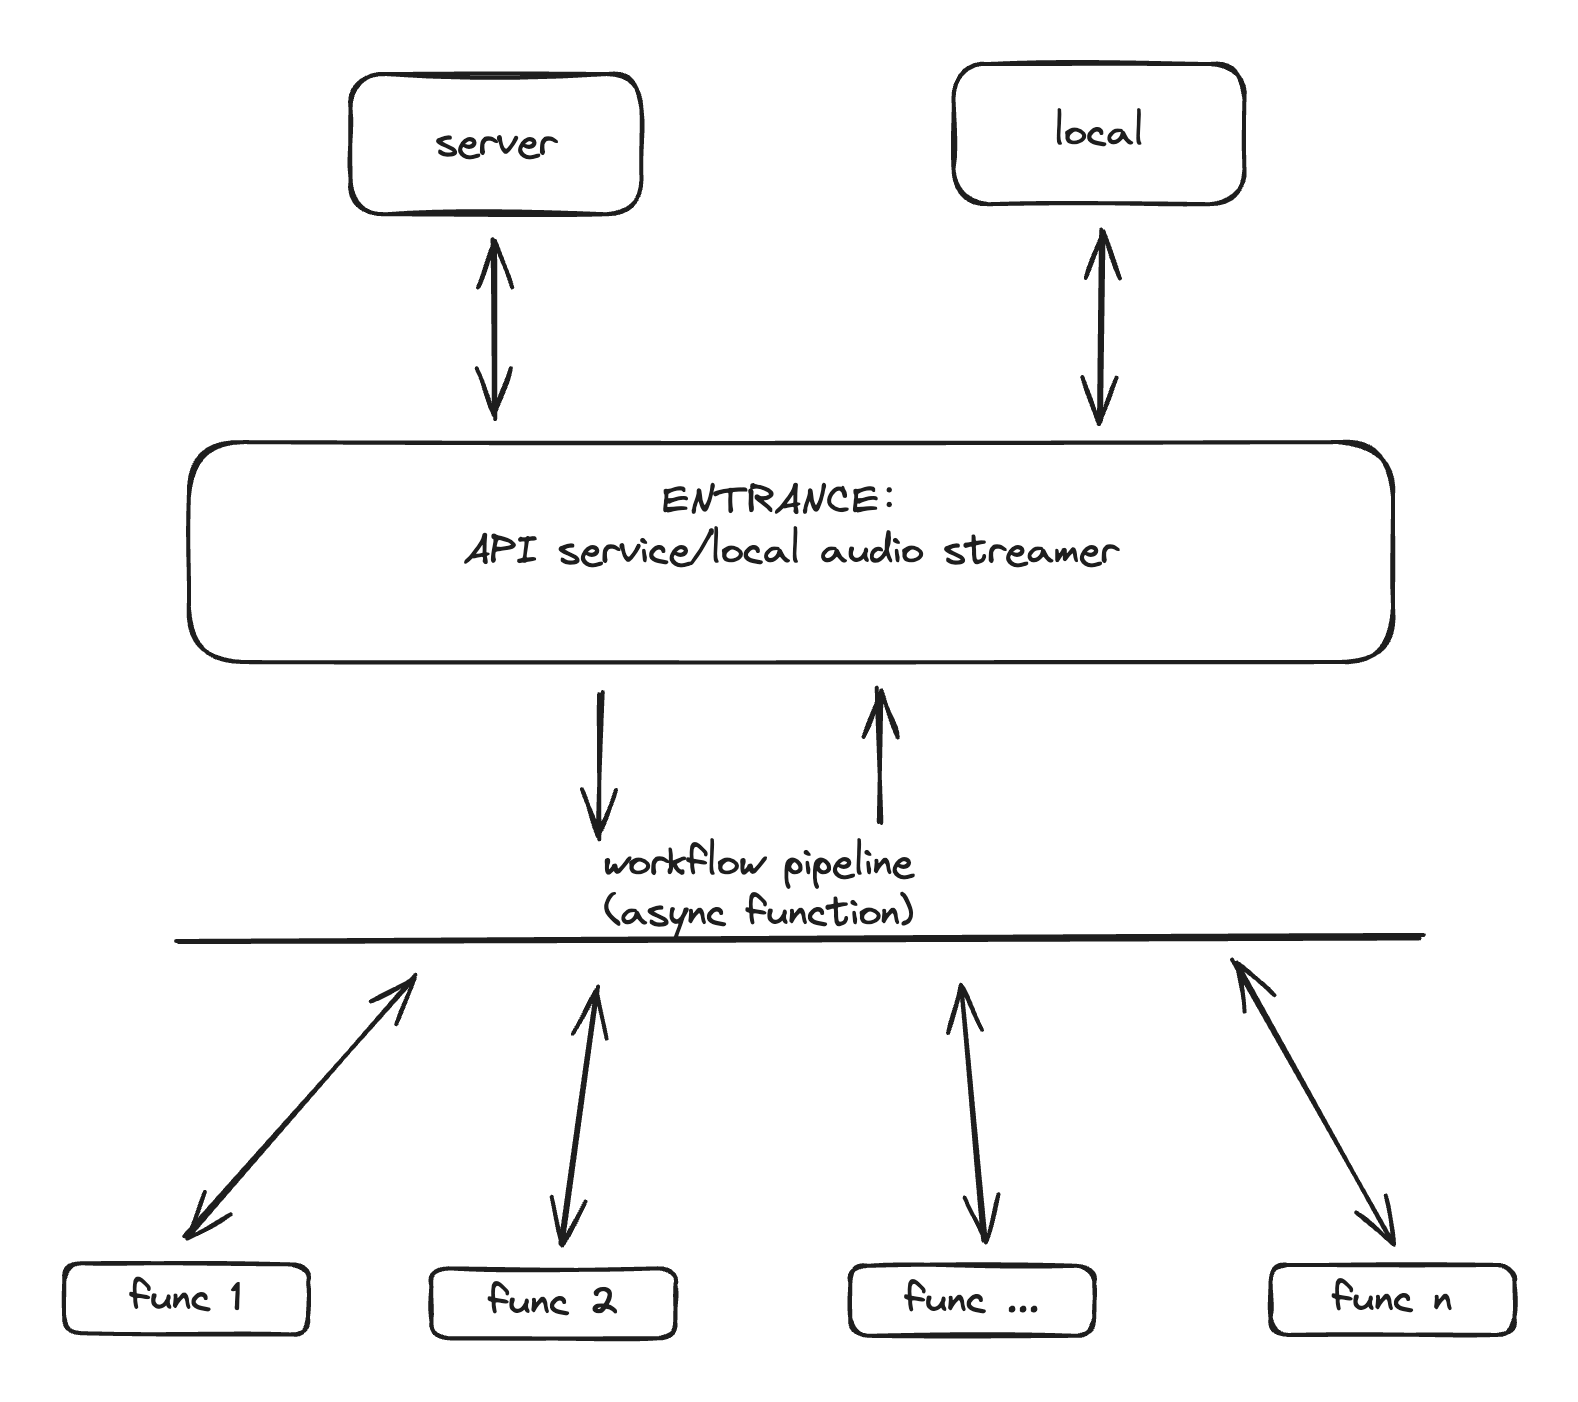 server
local
ENTRANCE:
API service/local audio streamer
workflow pipeline
(async function)
func 1
func 2
func ...
func n